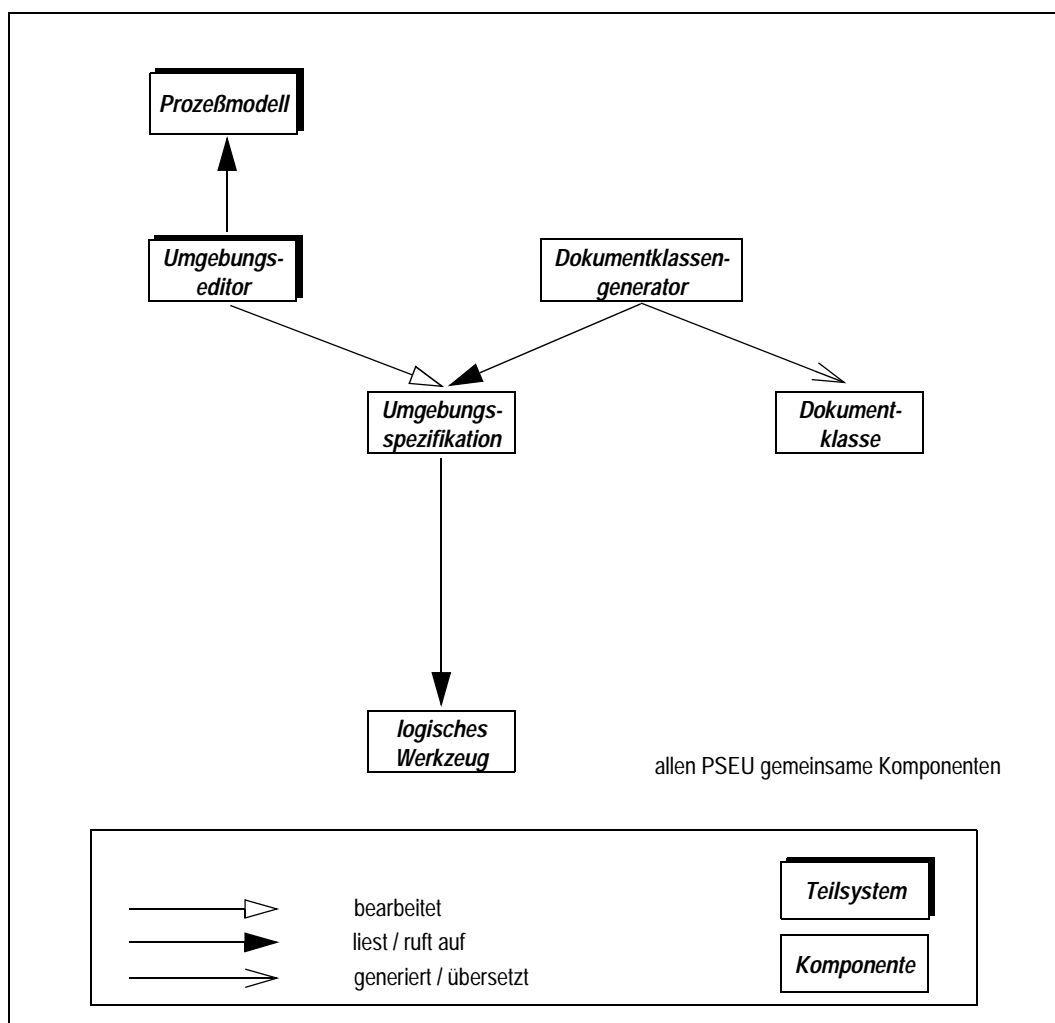 Prozeßmodell
Umgebungs-
editor
Dokumentklassen-
generator
Umgebungs-
spezifikation
Dokument-
klasse
logisches
Werkzeug
allen PSEU gemeinsame Komponenten
bearbeitet
liest / ruft auf
generiert / übersetzt
Teilsystem
Komponente